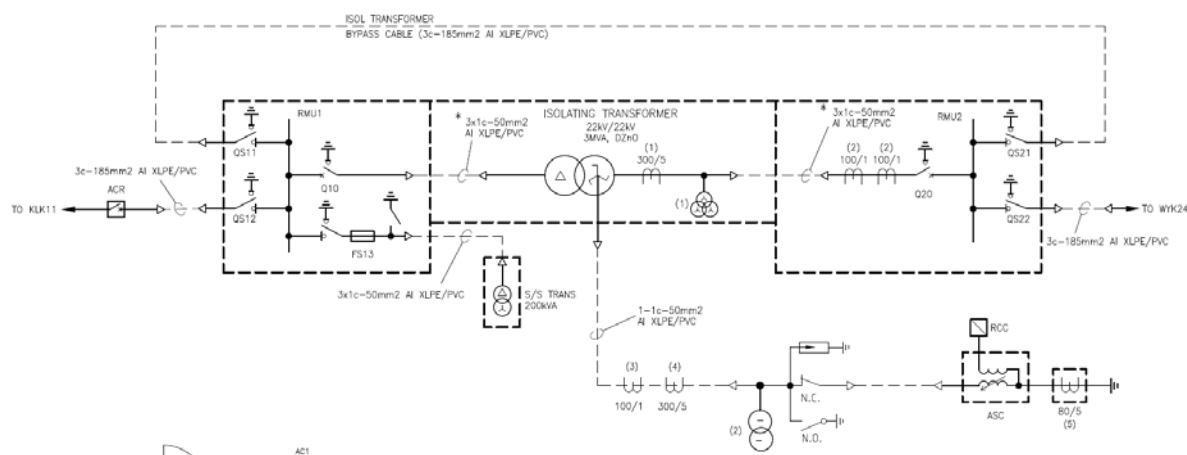 ISOL TRANSFORMER
BYPASS CABLE (3c-185mm2 Al XLPE/PVC)
RMU1
ISOLATING TRANSFORMER
22kV/22kV
3MVA, DZn0
RMU2
* 3x1c-50mm2
Al XLPE/PVC
* 3x1c-50mm2
Al XLPE/PVC
QS11
QS21
(1)
300/5
(2) (2)
100/1 100/1
3c-185mm2 Al XLPE/PVC
ACR
Q10
Q20
TO KLK11
QS12
(1)
QS22
TO WYK24
FS13
3c-185mm2 Al XLPE/PVC
3x1c-50mm2 Al XLPE/PVC
S/S TRANS
200kVA
1-1c-50mm2
Al XLPE/PVC
RCC
(3) (4)
100/1 300/5
N.C.
ASC
80/5
(5)
(2)
N.O.
AC1